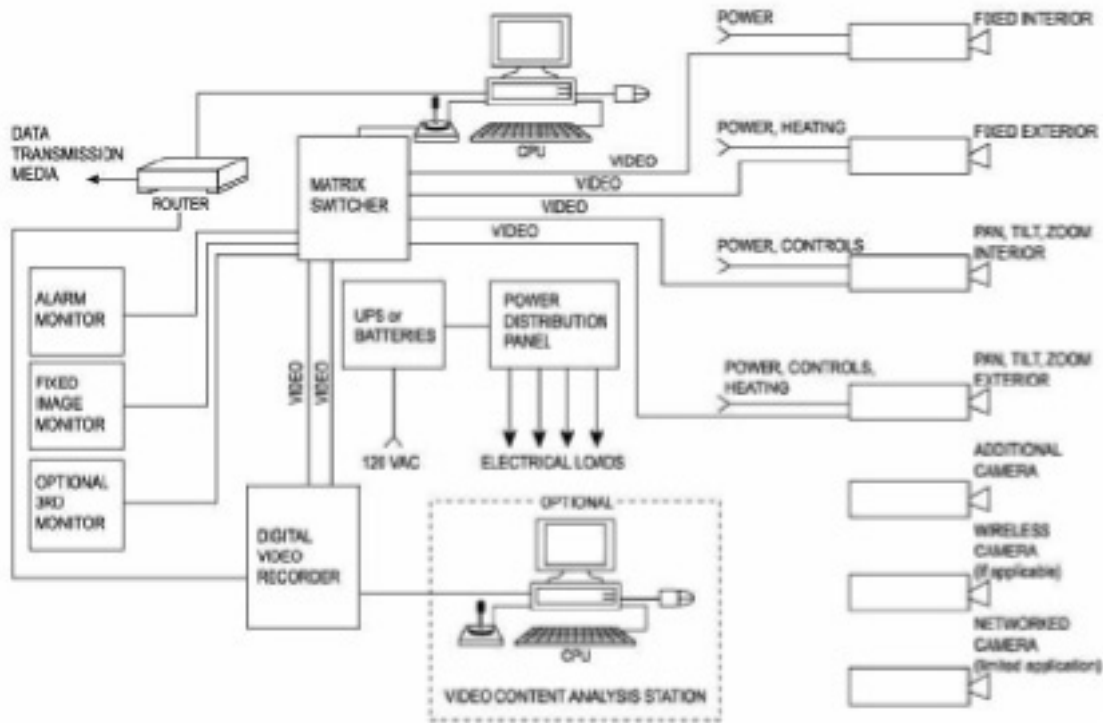 POWER
FIXED INTERIOR
DATA
TRANSMISSION
MEDIA
ROUTER
CPU
MATRIX
SWITCHER
VIDEO
VIDEO
VIDEO
VIDEO
POWER, HEATING
FIXED EXTERIOR
POWER, CONTROLS
PAN, TILT, ZOOM
INTERIOR
ALARM
MONITOR
FIXED
IMAGE
MONITOR
OPTIONAL
3RD
MONITOR
VIDEO
VIDEO
UPS or
BATTERIES
120 VAC
POWER
DISTRIBUTION
PANEL
ELECTRICAL LOADS
POWER, CONTROLS,
HEATING
PAN, TILT, ZOOM
EXTERIOR
DIGITAL
VIDEO
RECORDER
OPTIONAL
CPU
VIDEO CONTENT ANALYSIS STATION
ADDITIONAL
CAMERA
WIRELESS
CAMERA
(if applicable)
NETWORKED
CAMERA
(limited application)